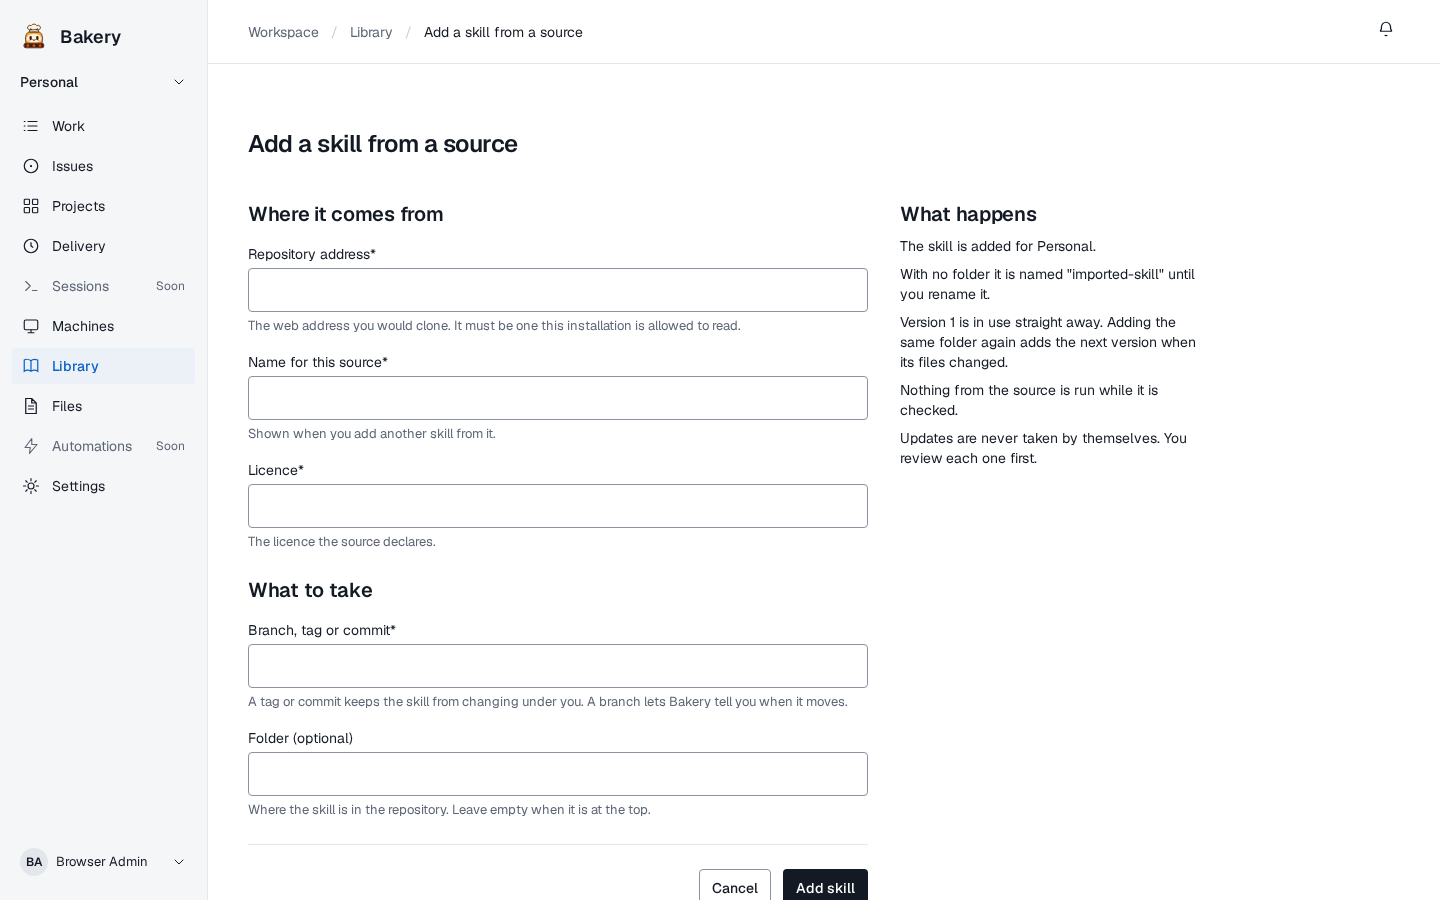 Bakery
Personal
Work
Issues
Projects
Delivery
Sessions Soon
Machines
Library
Files
Automations Soon
Settings
BA Browser Admin
Workspace / Library / Add a skill from a source
Add a skill from a source
Where it comes from
Repository address*
The web address you would clone. It must be one this installation is allowed to read.
Name for this source*
Shown when you add another skill from it.
Licence*
The licence the source declares.
What to take
Branch, tag or commit*
A tag or commit keeps the skill from changing under you. A branch lets Bakery tell you when it moves.
Folder (optional)
Where the skill is in the repository. Leave empty when it is at the top.
Cancel Add skill
What happens
The skill is added for Personal.
With no folder it is named "imported-skill" until
you rename it.
Version 1 is in use straight away. Adding the
same folder again adds the next version when
its files changed.
Nothing from the source is run while it is
checked.
Updates are never taken by themselves. You
review each one first.